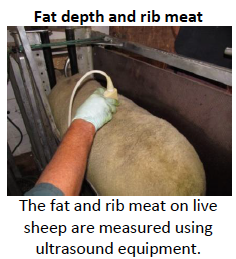 Fat depth and rib meat
The fat and rib meat on live
sheep are measured using
ultrasound equipment.